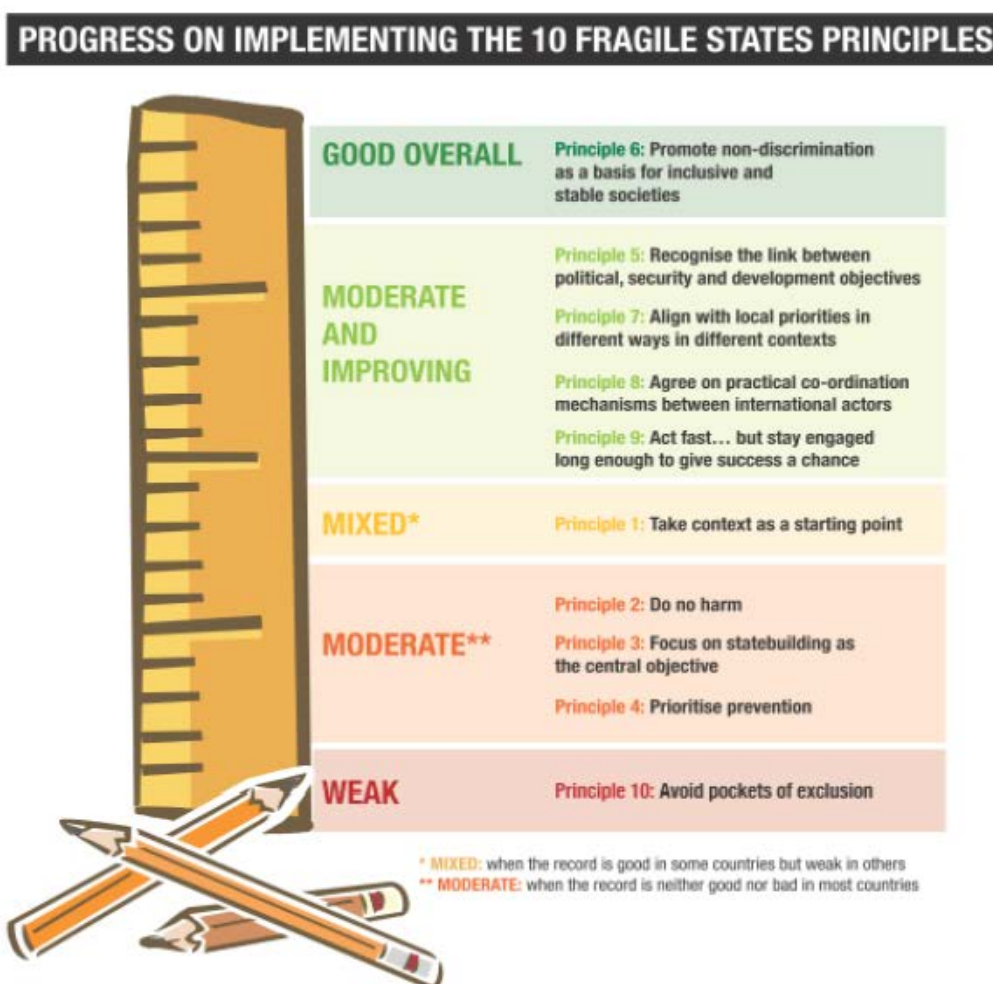 PROGRESS ON IMPLEMENTING THE 10 FRAGILE STATES PRINCIPLES
GOOD OVERALL
Principle 6: Promote non-discrimination
as a basis for inclusive and
stable societies
MODERATE
AND
IMPROVING
Principle 5: Recognise the link between
political, security and development objectives
Principle 7: Align with local priorities in
different ways in different contexts
Principle 8: Agree on practical co-ordination
mechanisms between international actors
Principle 9: Act fast… but stay engaged
long enough to give success a chance
MIXED*
Principle 1: Take context as a starting point
MODERATE**
Principle 2: Do no harm
Principle 3: Focus on statebuilding as
the central objective
Principle 4: Prioritise prevention
WEAK
Principle 10: Avoid pockets of exclusion
* MIXED: when the record is good in some countries but weak in others
** MODERATE: when the record is neither good nor bad in most countries